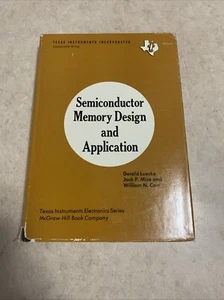 TEXAS INSTRUMENTS INCORPORATED
Semiconductor
Memory Design
and
Application
Gerald Luecke
Jack P. Mize and
William N. Carr
Texas Instruments Electronics Series
McGraw-Hill Book Company